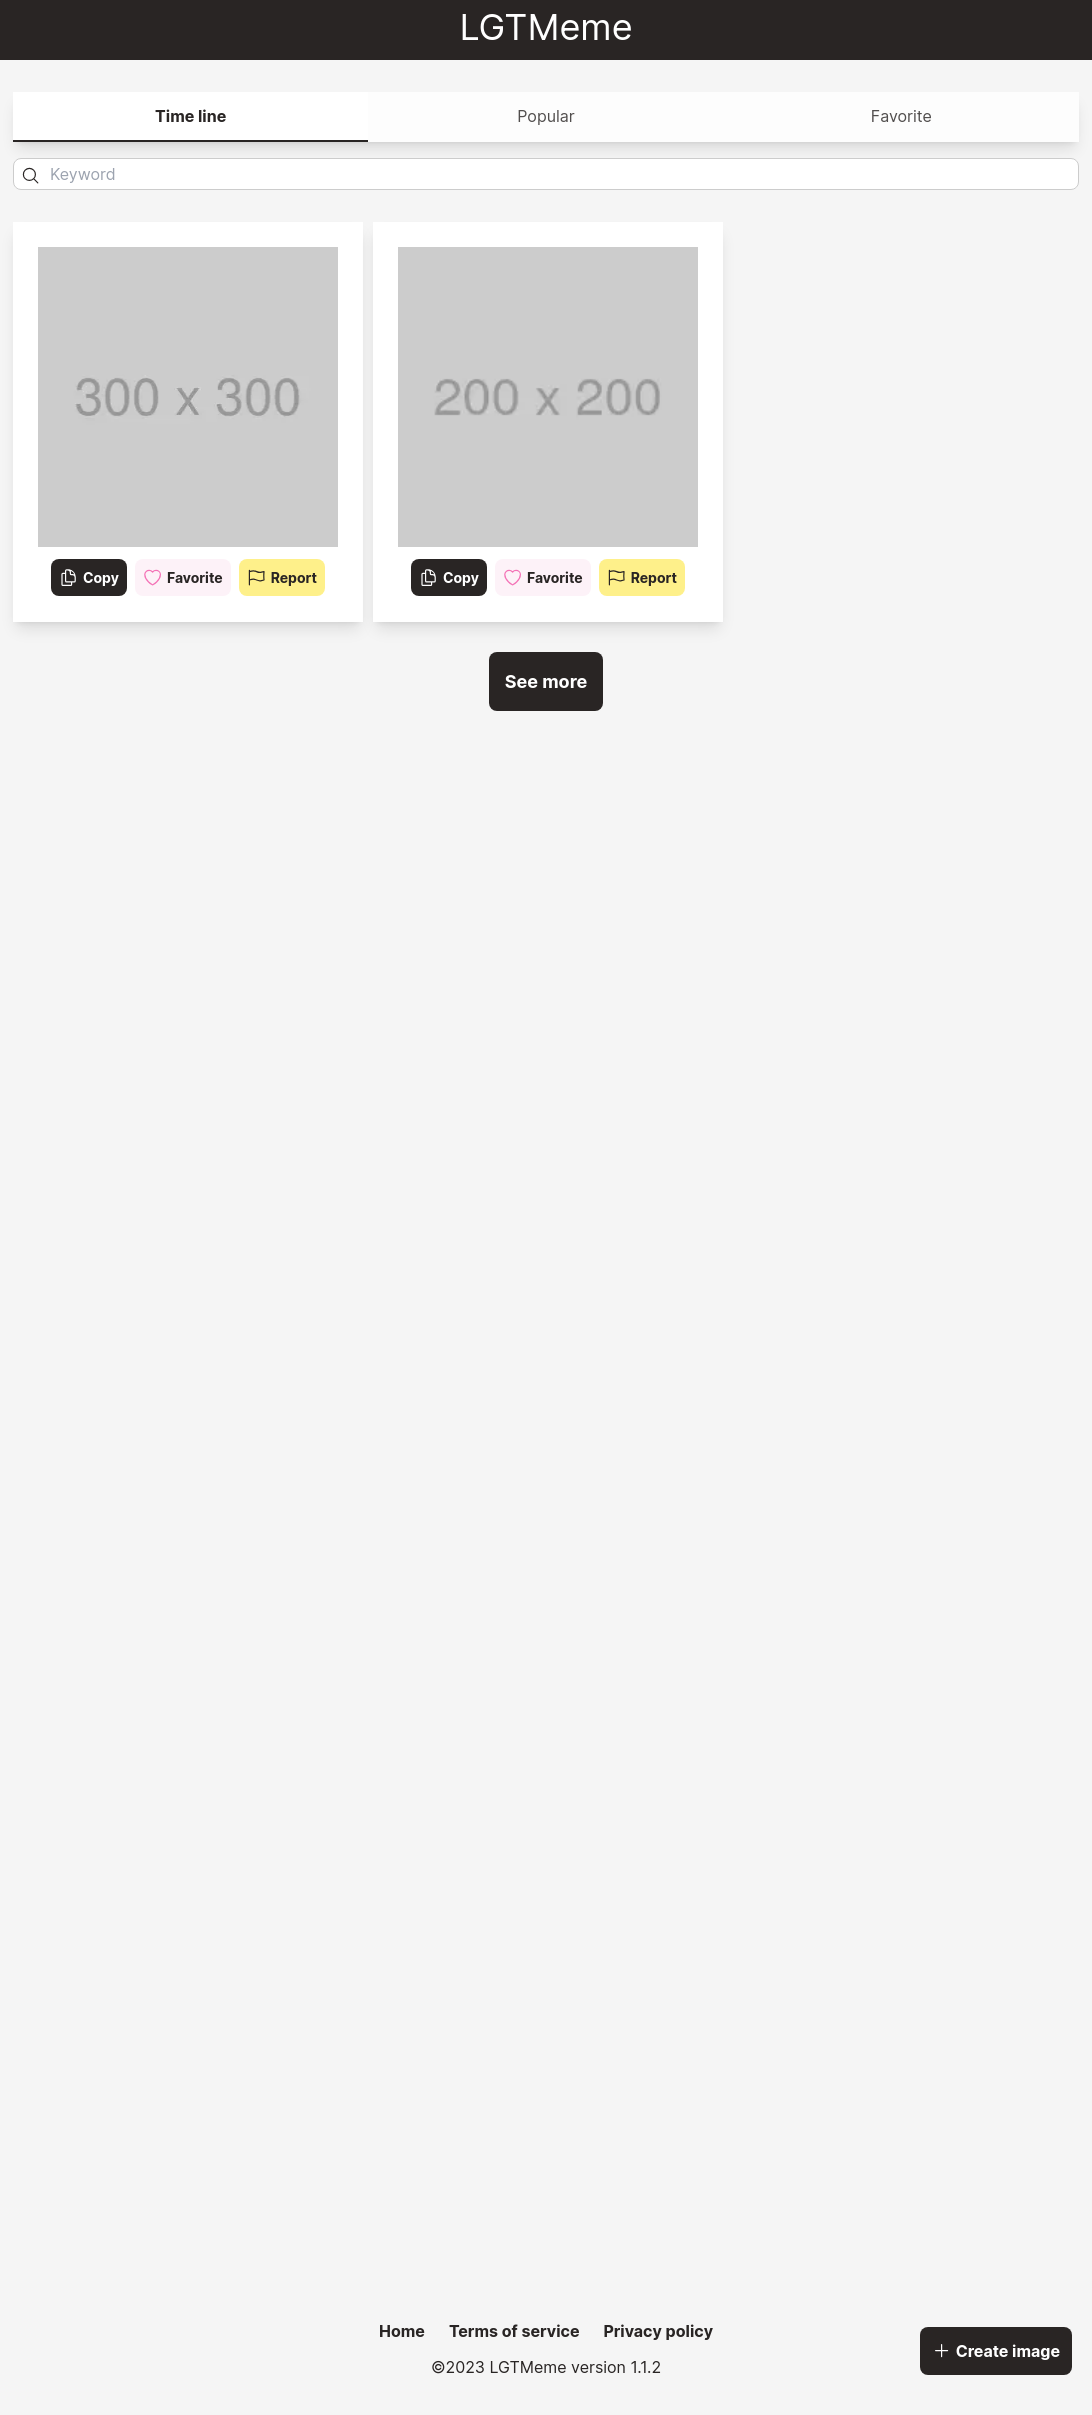 LGTMeme
Time line Popular Favorite
Keyword
300 x 300 200 x 200
Copy Favorite Report Copy Favorite Report
See more
Home Terms of service Privacy policy
Create image
©2023 LGTMeme version 1.1.2